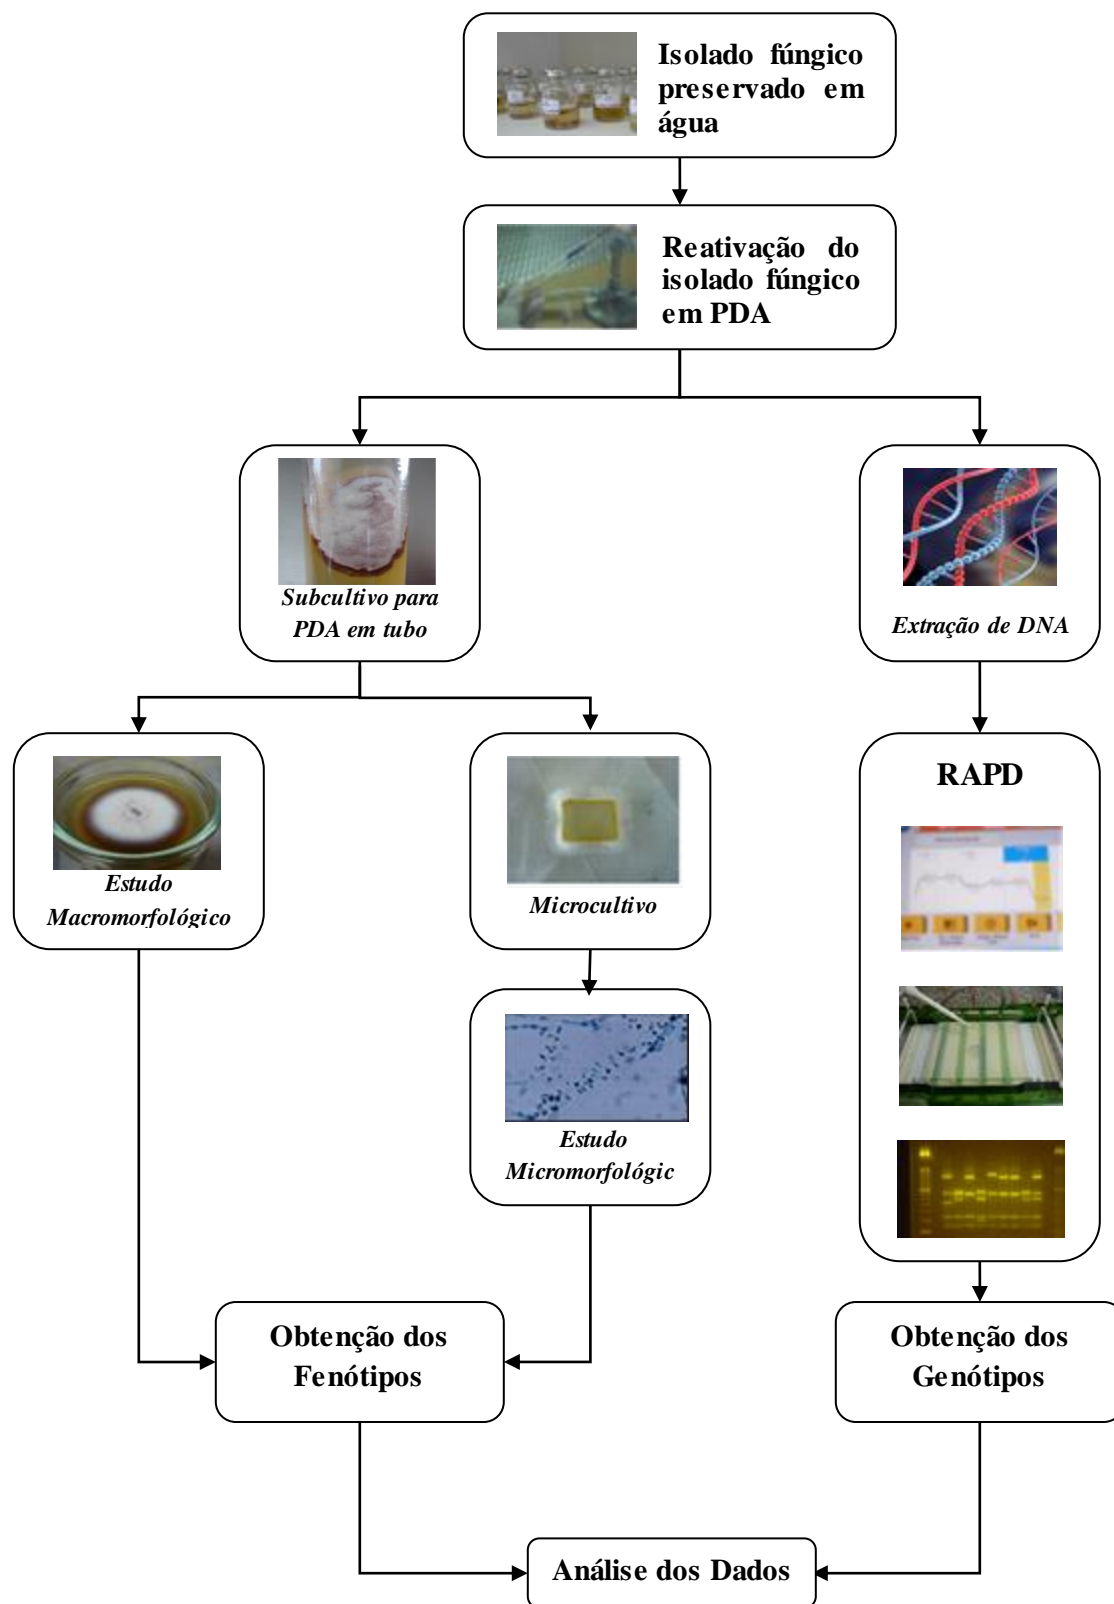 Isolado fúngico
preservado em
água
Reativação do
isolado fúngico
em PDA
Subcultivo para
PDA em tubo
Extração de DNA
Estudo
Macromorfológico
Microcultivo
RAPD
Estudo
Micromorfológic
Obtenção dos
Fenótipos
Obtenção dos
Genótipos
Análise dos Dados